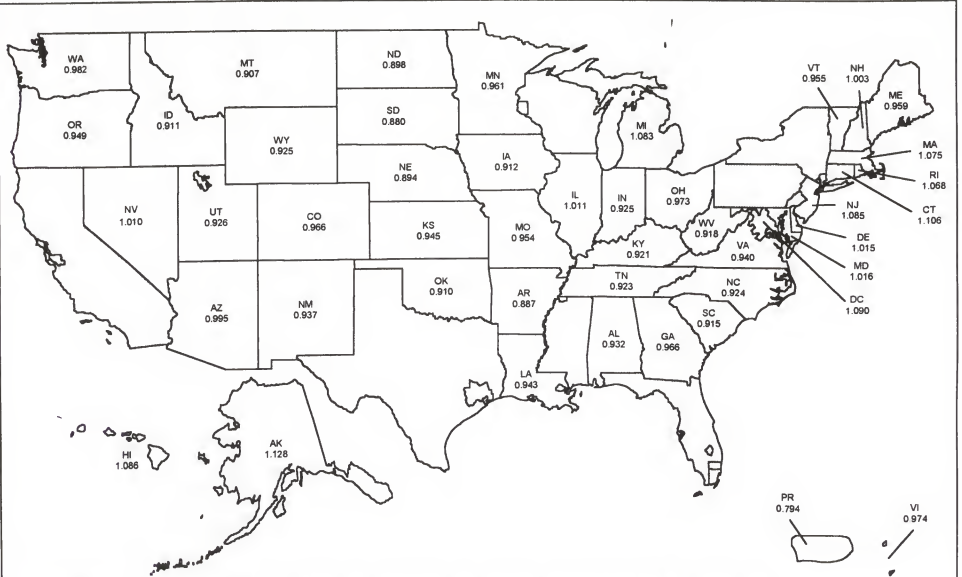 WA
0.982
MT
0.907
ND
0.898
MN
0.961
VT
0.955
NH
1.003
ME
0.959
OR
0.949
ID
0.911
SD
0.880
MI
1.083
WY
0.925
MA
1.075
NE
0.894
IA
0.912
RI
1.068
NV
1.010
UT
0.926
CO
0.966
IL
1.011
IN
0.925
OH
0.973
NJ
1.085
CT
1.106
KS
0.945
MO
0.954
WV
0.918
DE
1.015
KY
0.921
VA
0.940
MD
1.016
AZ
0.995
NM
0.937
OK
0.910
AR
0.887
TN
0.923
NC
0.924
DC
1.090
SC
0.915
AL
0.932
GA
0.966
LA
0.943
HI
1.086
AK
1.128
PR
0.794
VI
0.974